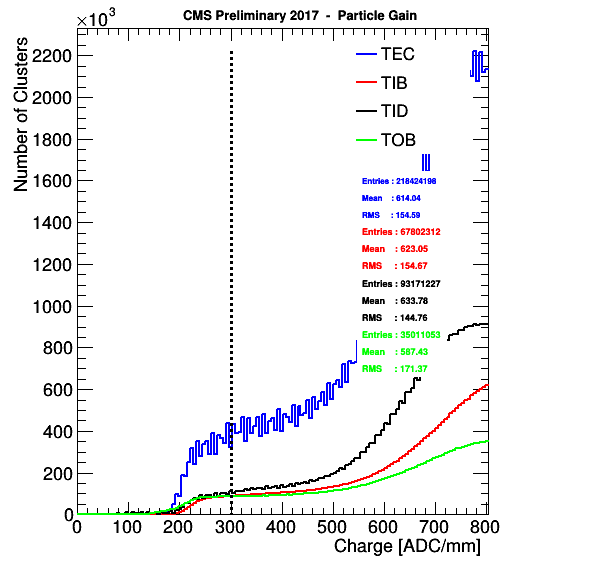 CMS Preliminary 2017 - Particle Gain
×10³
Number of Clusters
2200
2000
1800
1600
1400
1200
1000
800
600
400
200
0
TEC
TIB
TID
TOB
Entries : 218424198
Mean : 614.04
RMS : 154.59
Entries : 67802312
Mean : 623.05
RMS : 154.67
Entries : 93171227
Mean : 633.78
RMS : 144.76
Entries : 35011053
Mean : 587.43
RMS : 171.37
0 100 200 300 400 500 600 700 800
Charge [ADC/mm]